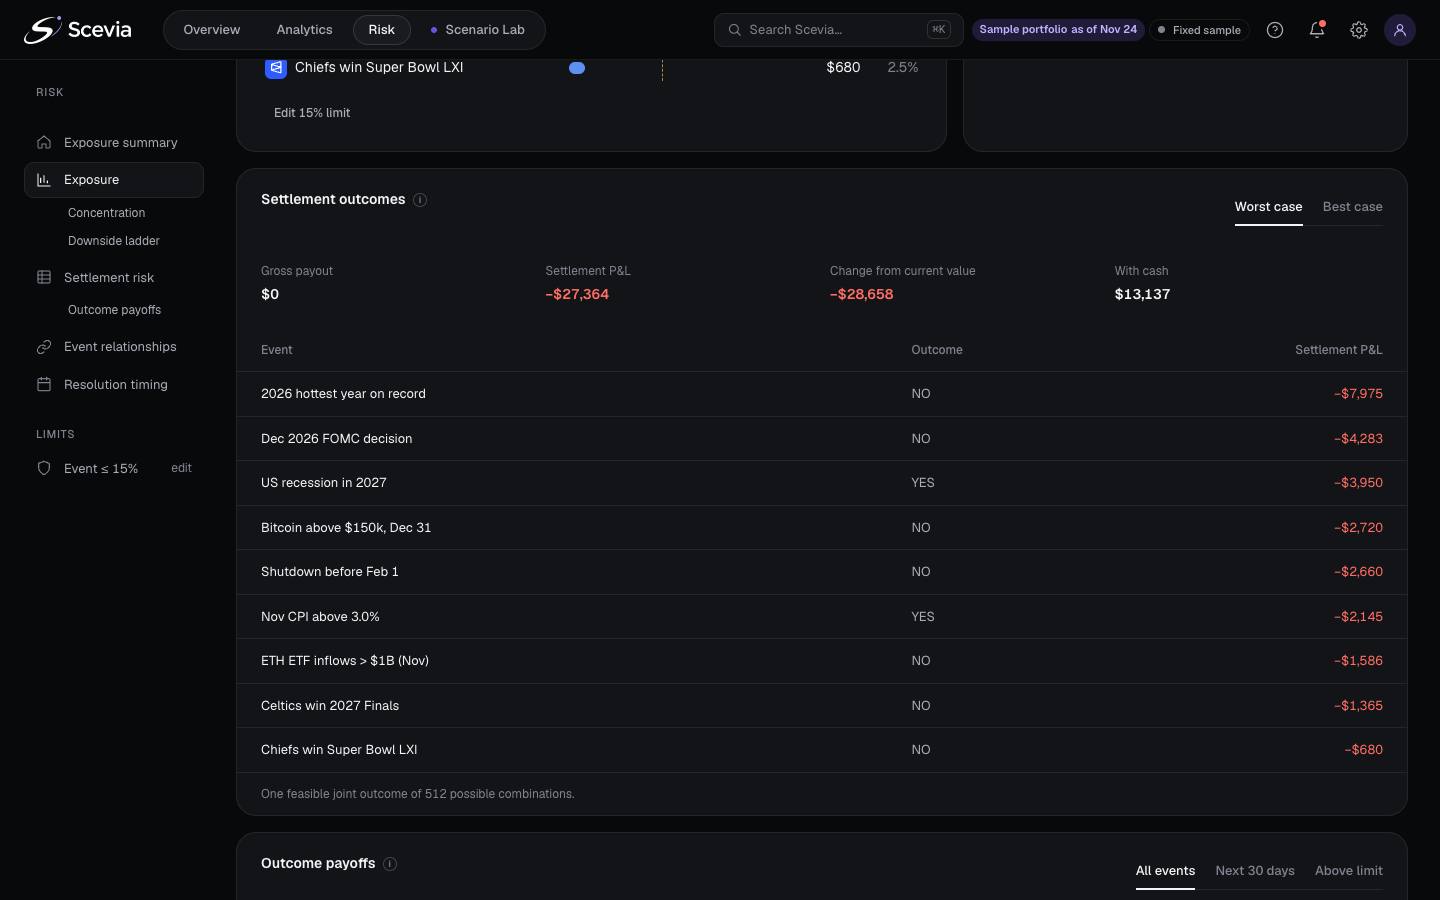 Scevia
Overview
Analytics
Risk
Scenario Lab
Search Scevia...
⌘K
Sample portfolio as of Nov 24
Fixed sample
RISK
Exposure summary
Exposure
Concentration
Downside ladder
Settlement risk
Outcome payoffs
Event relationships
Resolution timing
LIMITS
Event ≤ 15% edit
Chiefs win Super Bowl LXI $680 2.5%
Edit 15% limit
Settlement outcomes
Worst case Best case
Gross payout Settlement P&L Change from current value With cash
$0 −$27,364 −$28,658 $13,137
Event Outcome Settlement P&L
2026 hottest year on record NO −$7,975
Dec 2026 FOMC decision NO −$4,283
US recession in 2027 YES −$3,950
Bitcoin above $150k, Dec 31 NO −$2,720
Shutdown before Feb 1 NO −$2,660
Nov CPI above 3.0% YES −$2,145
ETH ETF inflows > $1B (Nov) NO −$1,586
Celtics win 2027 Finals NO −$1,365
Chiefs win Super Bowl LXI NO −$680
One feasible joint outcome of 512 possible combinations.
Outcome payoffs
All events Next 30 days Above limit